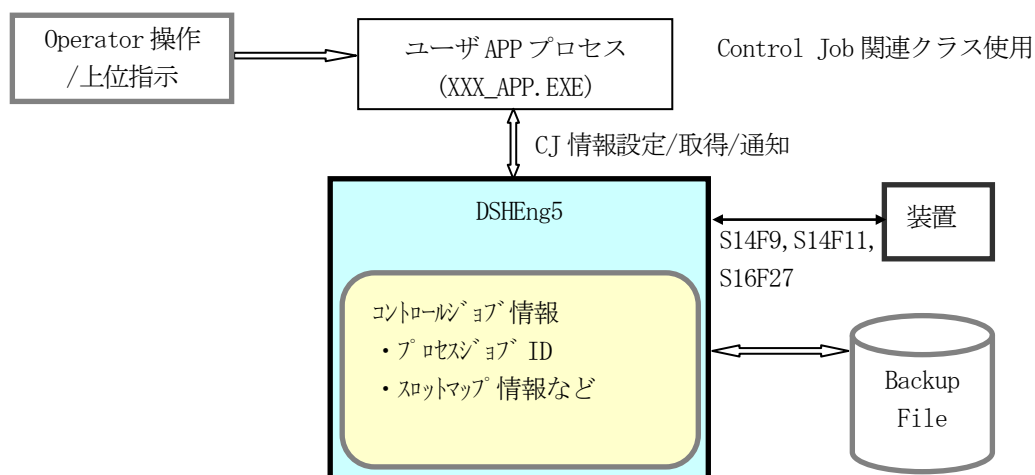 Operator 操作
/上位指示
ユーザ APP プロセス
(XXX_APP.EXE)
Control Job 関連クラス使用
CJ 情報設定/取得/通知
DSHEng5
装置
S14F9, S14F11,
S16F27
ｺﾝﾄﾛｰﾙｼﾞｮﾌﾞ情報
・ﾌﾟﾛｾｽｼﾞｮﾌﾞ ID
・ｽﾛｯﾄﾏｯﾌﾟ情報など
Backup
File